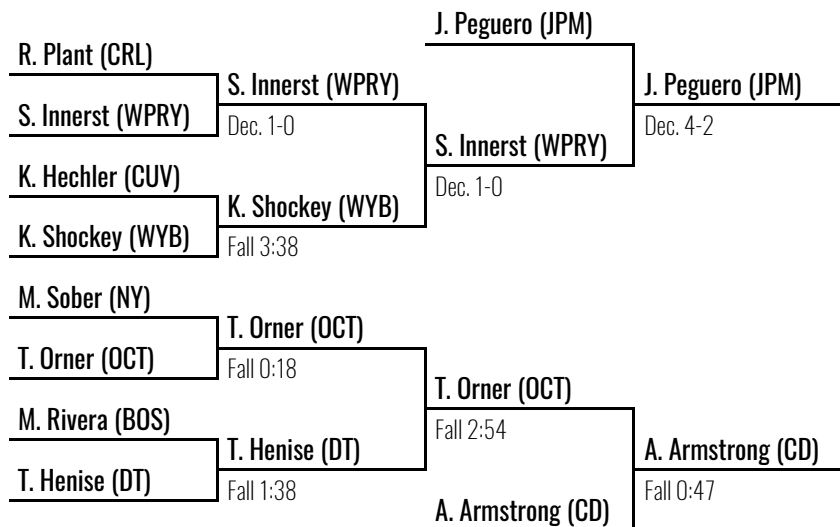 J. Peguero (JPM)
R. Plant (CRL)
S. Innerst (WPRY)
J. Peguero (JPM)
S. Innerst (WPRY)
Dec. 1-0
Dec. 4-2
S. Innerst (WPRY)
K. Hechler (CUV)
Dec. 1-0
K. Shockey (WYB)
K. Shockey (WYB)
Fall 3:38
M. Sober (NY)
T. Orner (OCT)
T. Orner (OCT)
Fall 0:18
T. Orner (OCT)
M. Rivera (BOS)
Fall 2:54
T. Henise (DT)
A. Armstrong (CD)
T. Henise (DT)
Fall 1:38
Fall 0:47
A. Armstrong (CD)